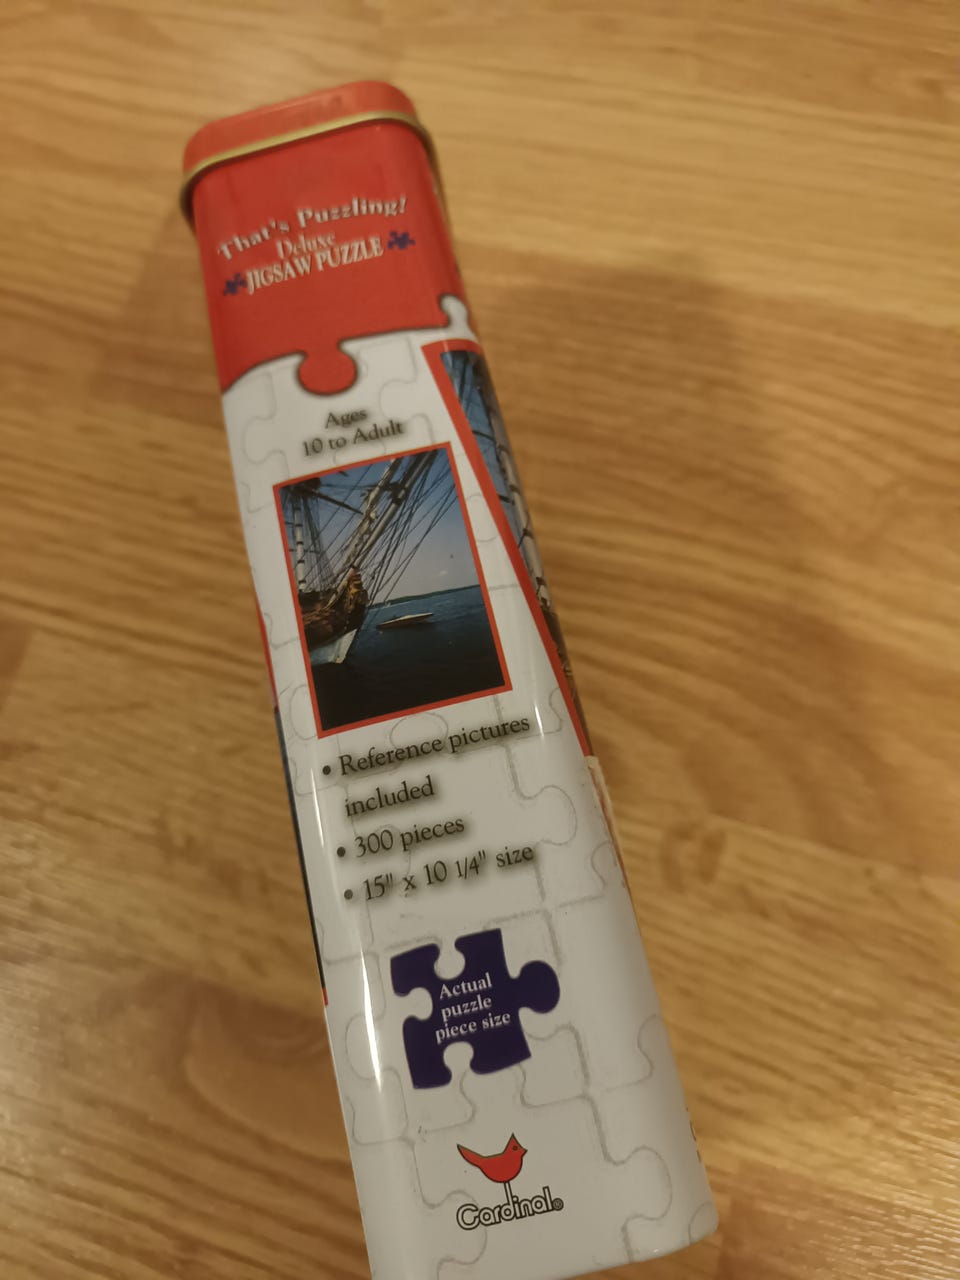 That's Puzzling!
Deluxe
JIGSAW PUZZLE
Ages
10 to Adult
• Reference pictures
included
• 300 pieces
• 15" x 10 1/4" size
Actual
puzzle
piece size
Cardinal®